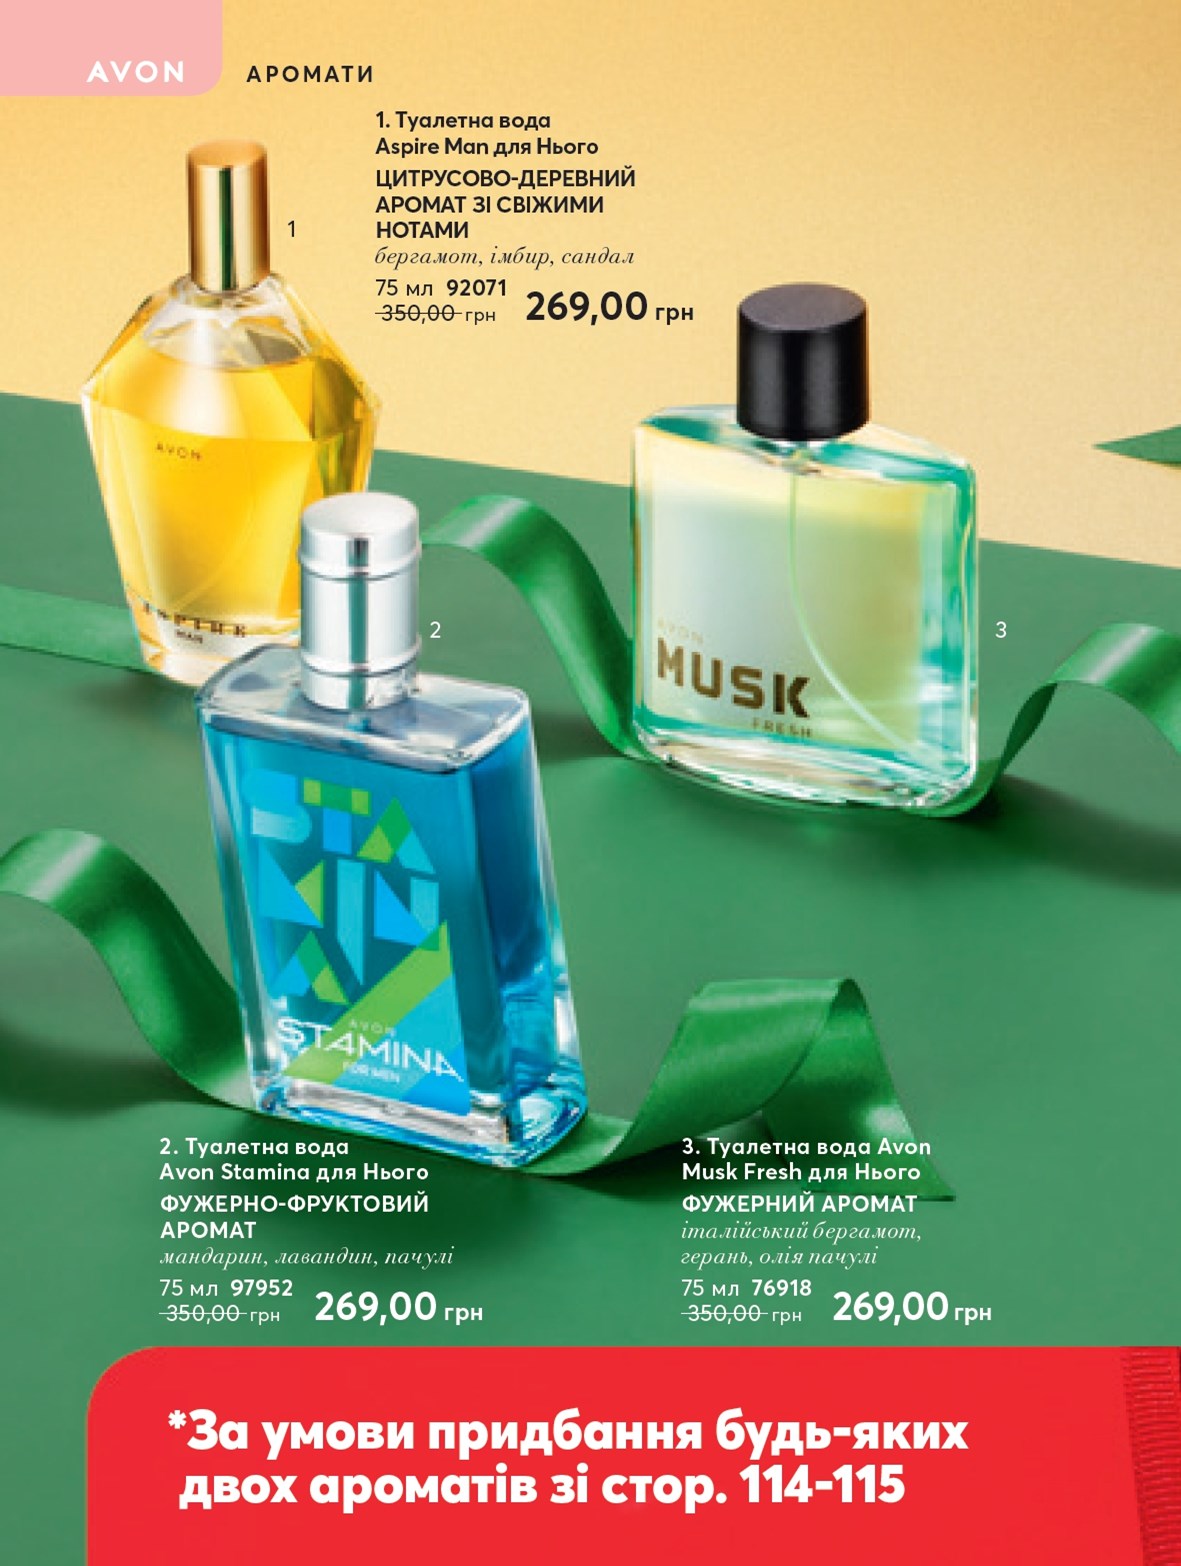 AVON
АРОМАТИ
1. Туалетна вода
Aspire Man для Нього
ЦИТРУСОВО-ДЕРЕВНИЙ
АРОМАТ ЗІ СВІЖИМИ
НОТАМИ
бергамот, імбир, сандал
75 мл 92071
350,00 грн 269,00 грн
1
AVON
ASPIRE
MAN
2
3
AVON
MUSK
FRESH
STAMINA
AVON
STAMINA
FOR MEN
2. Туалетна вода
Avon Stamina для Нього
ФУЖЕРНО-ФРУКТОВИЙ
АРОМАТ
мандарин, лавандин, пачулі
75 мл 97952
350,00 грн 269,00 грн
3. Туалетна вода Avon
Musk Fresh для Нього
ФУЖЕРНИЙ АРОМАТ
італійський бергамот,
герань, олія пачулі
75 мл 76918
350,00 грн 269,00 грн
*За умови придбання будь-яких
двох ароматів зі стор. 114-115